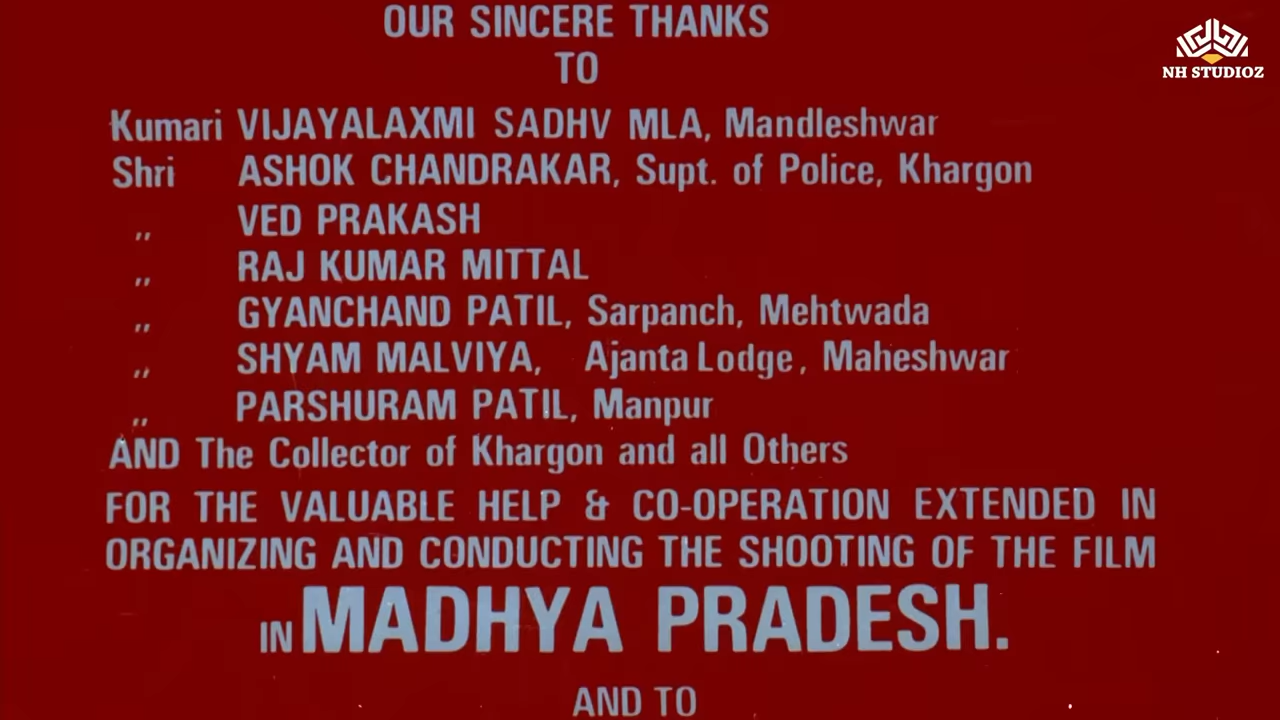 OUR SINCERE THANKS
TO
Kumari VIJAYALAXMI SADHV MLA, Mandleshwar
Shri ASHOK CHANDRAKAR, Supt. of Police, Khargon
,, VED PRAKASH
,, RAJ KUMAR MITTAL
,, GYANCHAND PATIL, Sarpanch, Mehtwada
,, SHYAM MALVIYA, Ajanta Lodge, Maheshwar
,, PARSHURAM PATIL, Manpur
AND The Collector of Khargon and all Others
FOR THE VALUABLE HELP & CO-OPERATION EXTENDED IN
ORGANIZING AND CONDUCTING THE SHOOTING OF THE FILM
IN MADHYA PRADESH.
AND TO
NH STUDIOZ